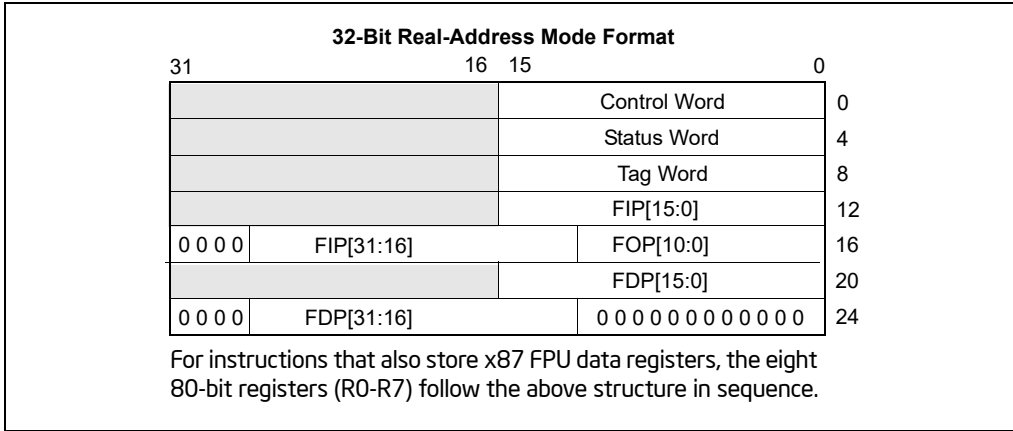 32-Bit Real-Address Mode Format
31 16 15 0
Control Word 0
Status Word 4
Tag Word 8
FIP[15:0] 12
0 0 0 0 FIP[31:16] FOP[10:0] 16
FDP[15:0] 20
0 0 0 0 FDP[31:16] 0 0 0 0 0 0 0 0 0 0 0 0 24
For instructions that also store x87 FPU data registers, the eight
80-bit registers (R0-R7) follow the above structure in sequence.